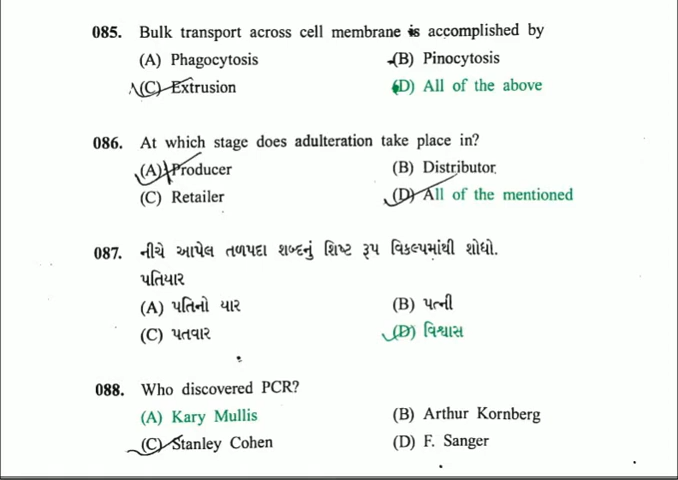 085. Bulk transport across cell membrane is accomplished by
(A) Phagocytosis (B) Pinocytosis
(C) Extrusion (D) All of the above
086. At which stage does adulteration take place in?
(A) Producer (B) Distributor
(C) Retailer (D) All of the mentioned
087. નીચે આપેલ તળપદા શબ્દનું શિષ્ટ રૂપ વિકલ્પમાંથી શોધો.
પતિયાર
(A) પતિનો યાર (B) પત્ની
(C) પતવાર (D) વિશ્વાસ
088. Who discovered PCR?
(A) Kary Mullis (B) Arthur Kornberg
(C) Stanley Cohen (D) F. Sanger